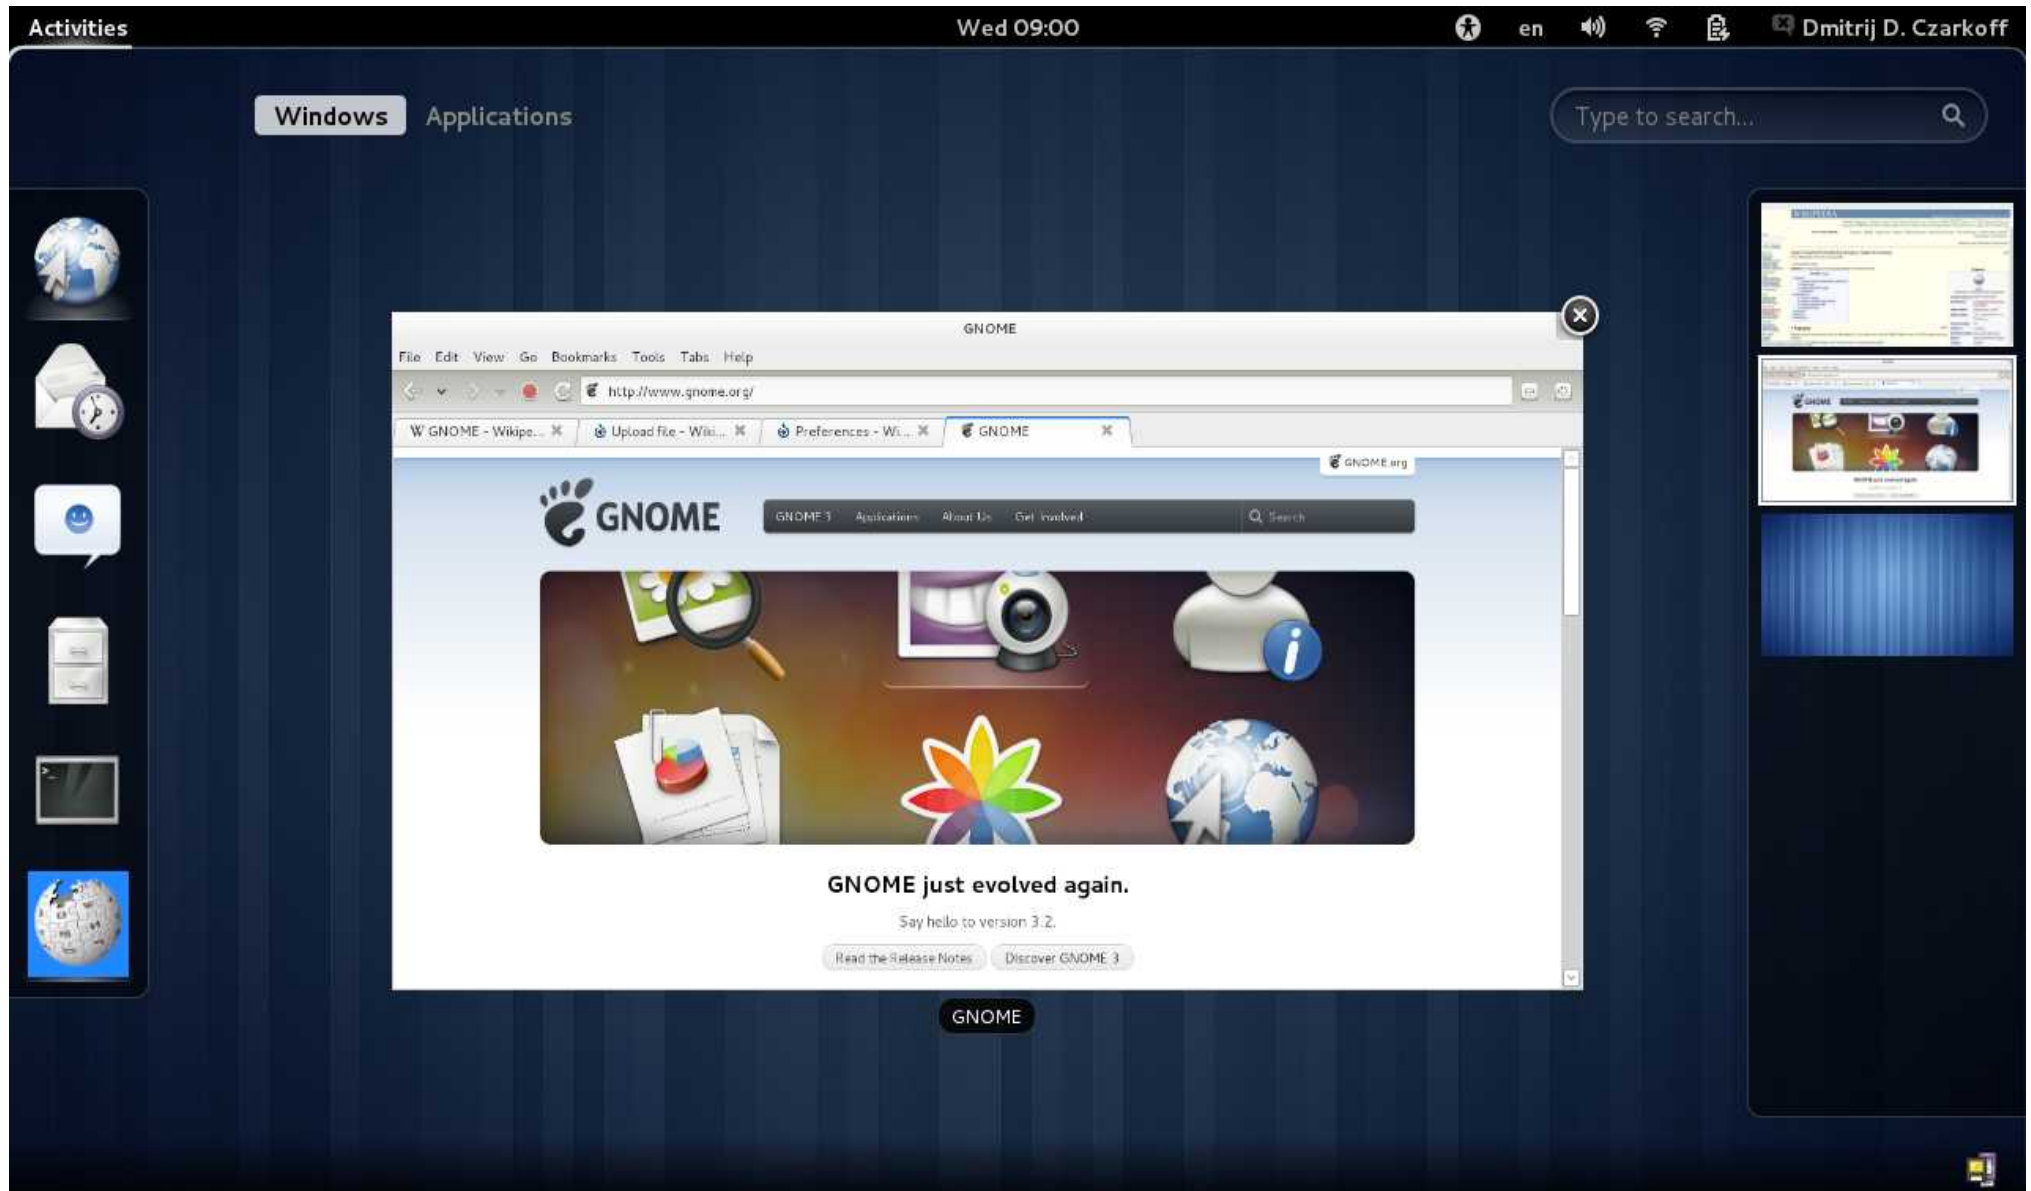 Activities Wed 09:00 en Dmitrij D. Czarkoff
Windows Applications Type to search...
WIKIPEDIA
GNOME
File Edit View Go Bookmarks Tools Tabs Help
http://www.gnome.org/
W GNOME - Wikipe... Upload file - Wiki... Preferences - Wi... GNOME
GNOME.org
GNOME GNOME 3 Applications About Us Get Involved Search
GNOME just evolved again.
Say hello to version 3.2.
Read the Release Notes Discover GNOME 3
GNOME